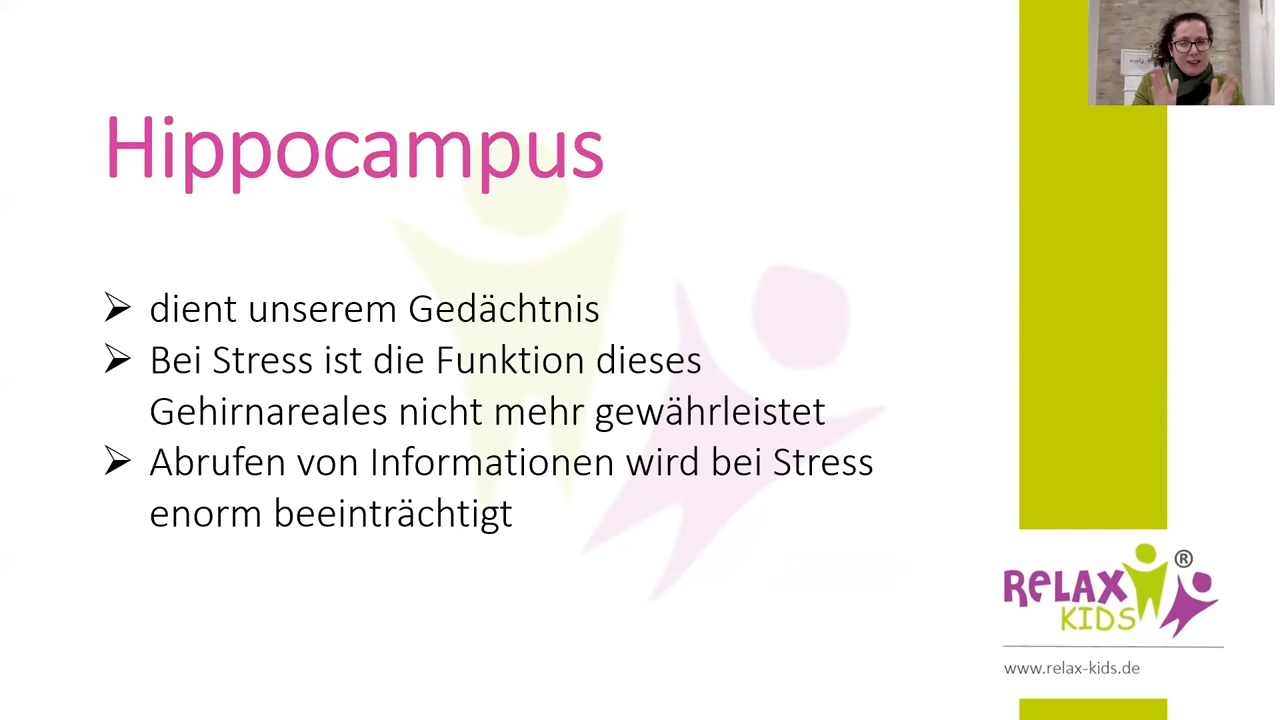 Hippocampus
➢ dient unserem Gedächtnis
➢ Bei Stress ist die Funktion dieses
Gehirnareales nicht mehr gewährleistet
➢ Abrufen von Informationen wird bei Stress
enorm beeinträchtigt
RELAX ®
KIDS
www.relax-kids.de